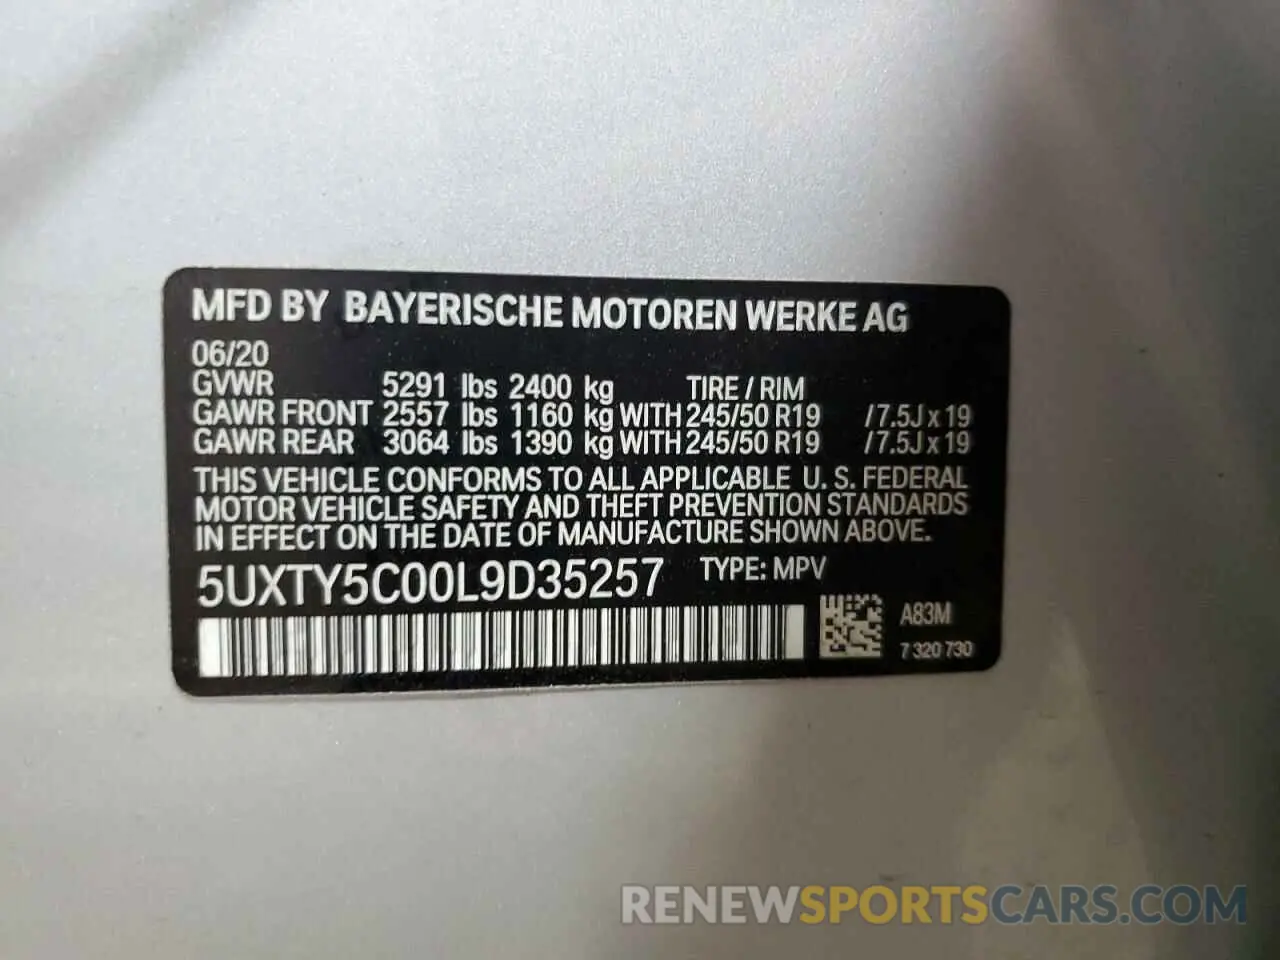 MFD BY BAYERISCHE MOTOREN WERKE AG
06/20
GVWR 5291 lbs 2400 kg TIRE / RIM
GAWR FRONT 2557 lbs 1160 kg WITH 245/50 R19 /7.5J x 19
GAWR REAR 3064 lbs 1390 kg WITH 245/50 R19 /7.5J x 19
THIS VEHICLE CONFORMS TO ALL APPLICABLE U. S. FEDERAL
MOTOR VEHICLE SAFETY AND THEFT PREVENTION STANDARDS
IN EFFECT ON THE DATE OF MANUFACTURE SHOWN ABOVE.
5UXTY5C00L9D35257 TYPE: MPV
A83M
7 320 730
RENEWSPORTSCARS.COM